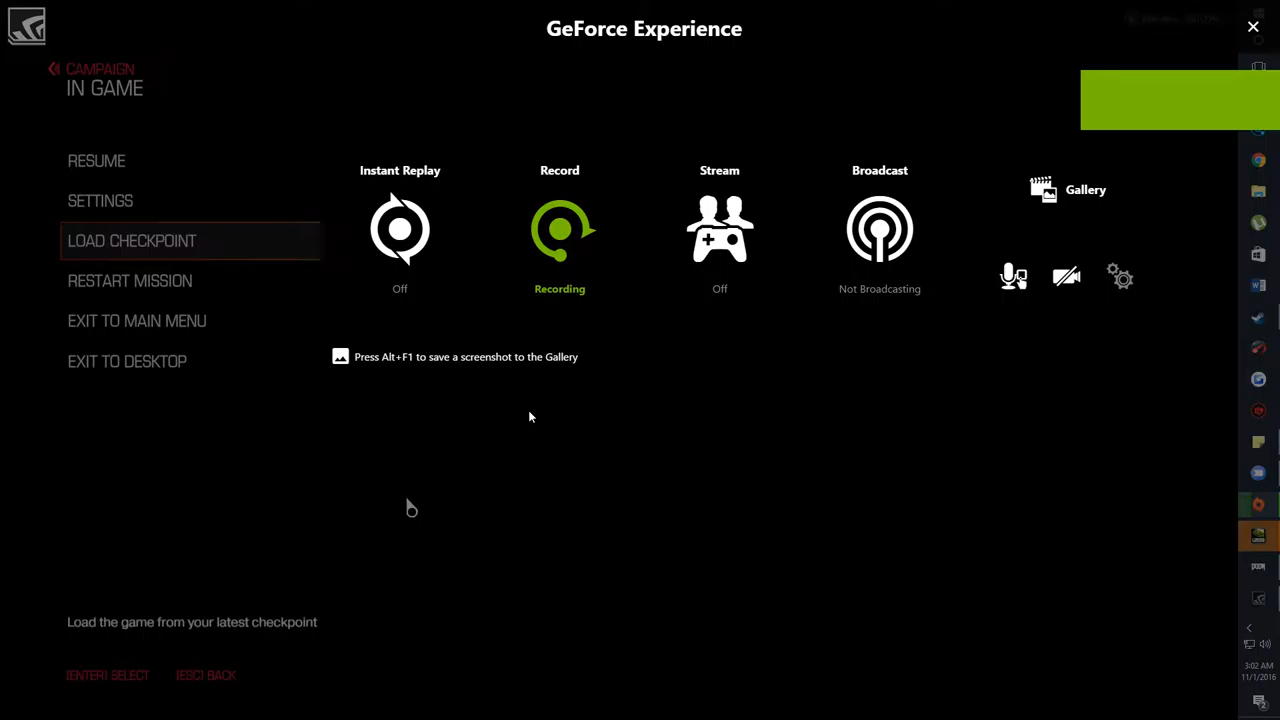 GeForce Experience
CAMPAIGN
IN GAME
RESUME
SETTINGS
LOAD CHECKPOINT
RESTART MISSION
EXIT TO MAIN MENU
EXIT TO DESKTOP
Instant Replay
Record
Stream
Broadcast
Gallery
Off
Recording
Off
Not Broadcasting
Press Alt+F1 to save a screenshot to the Gallery
Load the game from your latest checkpoint
[ENTER] SELECT
[ESC] BACK
DOOM
3:02 AM
11/1/2016
2